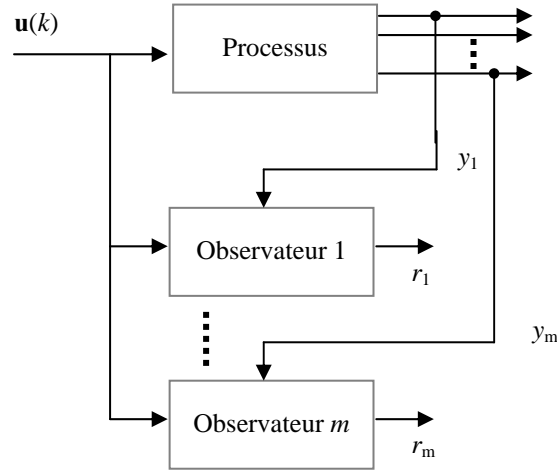 u(k)
Processus
y1
Observateur 1
r1
ym
Observateur m
rm